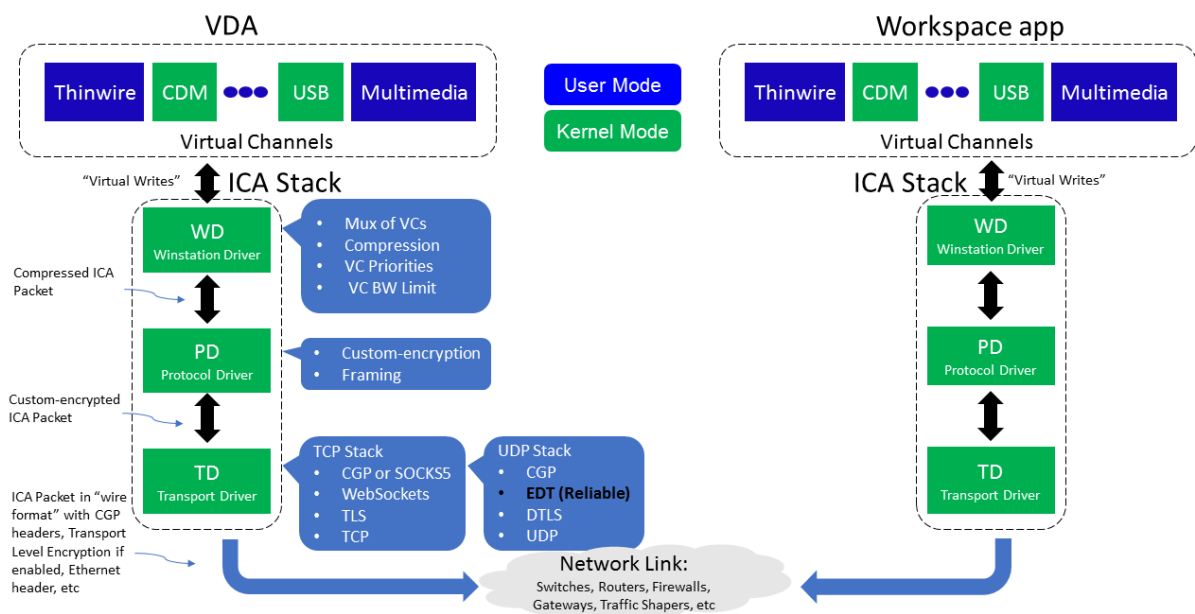 VDA
Thinwire
CDM
USB
Multimedia
Virtual Channels
User Mode
Kernel Mode
Workspace app
Thinwire
CDM
USB
Multimedia
Virtual Channels
“Virtual Writes”
ICA Stack
WD
Winstation Driver
• Mux of VCs
• Compression
• VC Priorities
• VC BW Limit
Compressed ICA
Packet
PD
Protocol Driver
• Custom-encryption
• Framing
Custom-encrypted
ICA Packet
TD
Transport Driver
TCP Stack
• CGP or SOCKS5
• WebSockets
• TLS
• TCP
UDP Stack
• CGP
• EDT (Reliable)
• DTLS
• UDP
ICA Packet in “wire
format” with CGP
headers, Transport
Level Encryption if
enabled, Ethernet
header, etc
Network Link:
Switches, Routers, Firewalls,
Gateways, Traffic Shapers, etc
ICA Stack
“Virtual Writes”
WD
Winstation Driver
PD
Protocol Driver
TD
Transport Driver